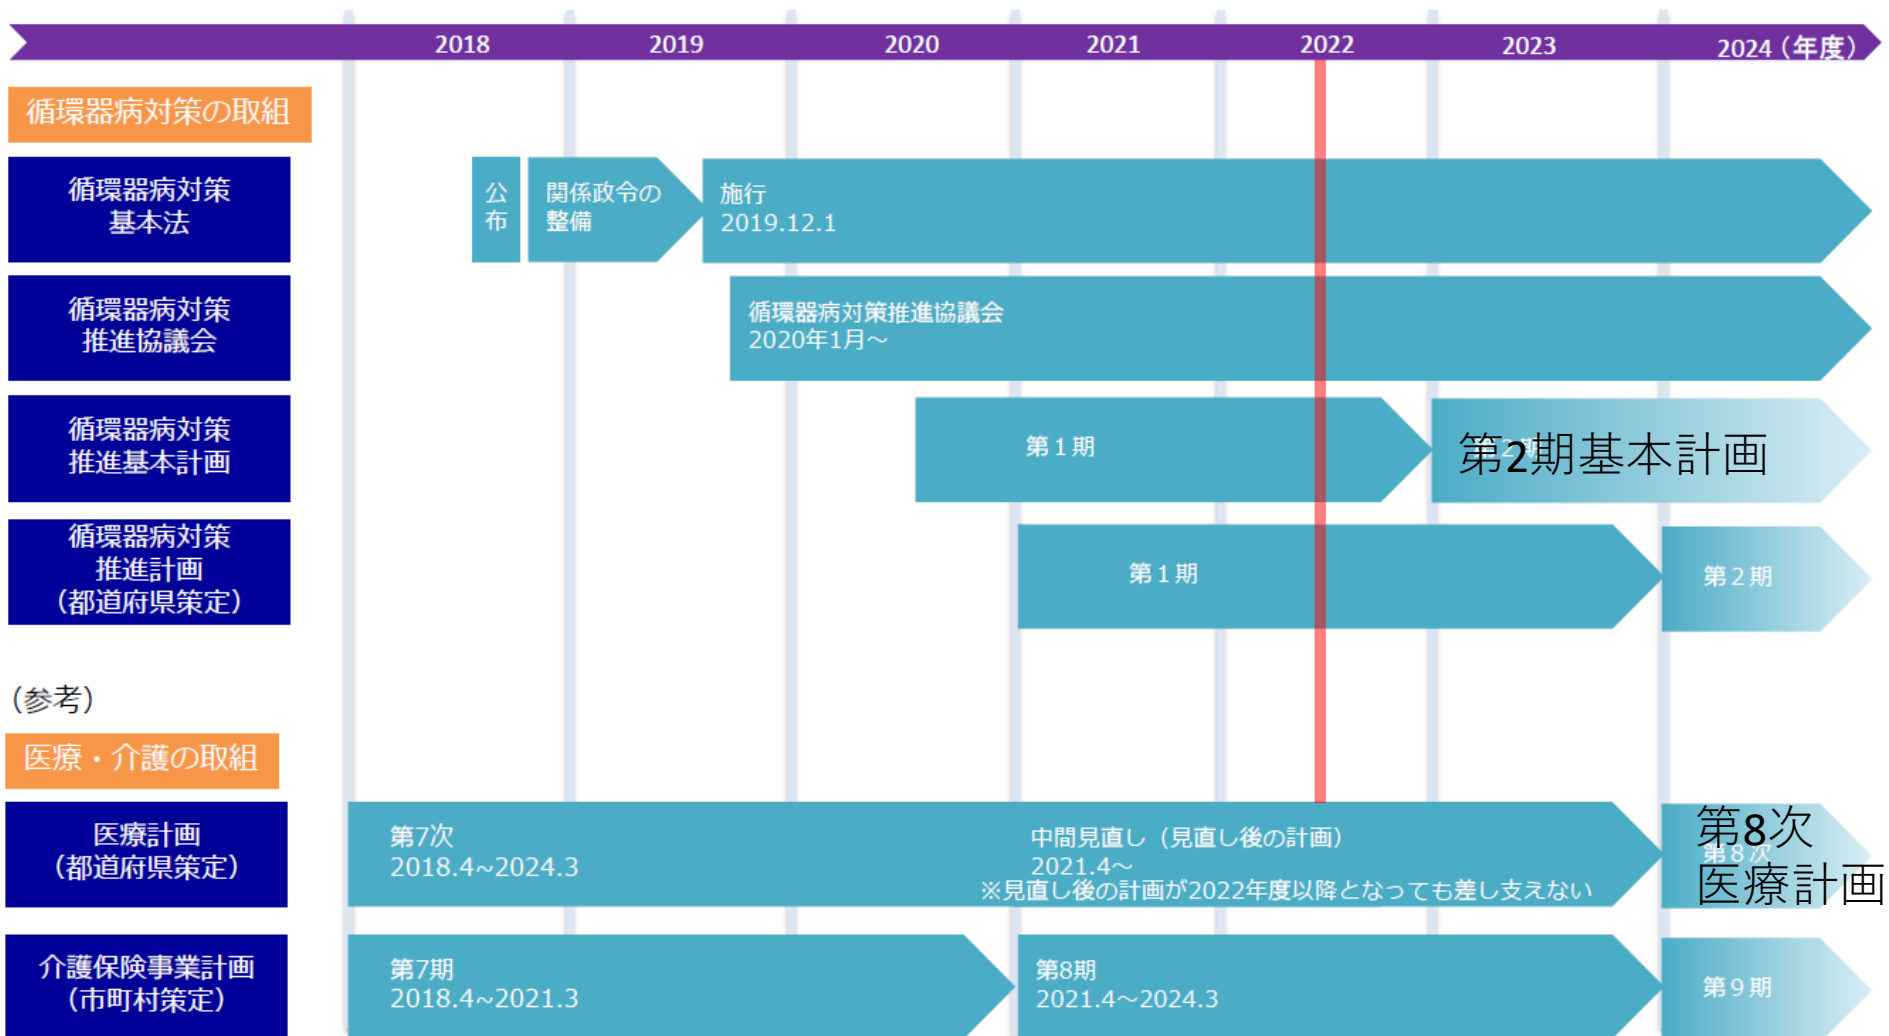 2018 2019 2020 2021 2022 2023 2024（年度）
循環器病対策の取組
循環器病対策
基本法
公
布
関係政令の
整備
施行
2019.12.1
循環器病対策
推進協議会
循環器病対策推進協議会
2020年1月～
循環器病対策
推進基本計画
第１期
第２期
第2期基本計画
循環器病対策
推進計画
（都道府県策定）
第１期
第２期
（参考）
医療・介護の取組
医療計画
（都道府県策定）
第7次
2018.4~2024.3
中間見直し（見直し後の計画）
2021.4～
※見直し後の計画が2022年度以降となっても差し支えない
第８次
第8次
医療計画
介護保険事業計画
（市町村策定）
第7期
2018.4~2021.3
第8期
2021.4～2024.3
第９期